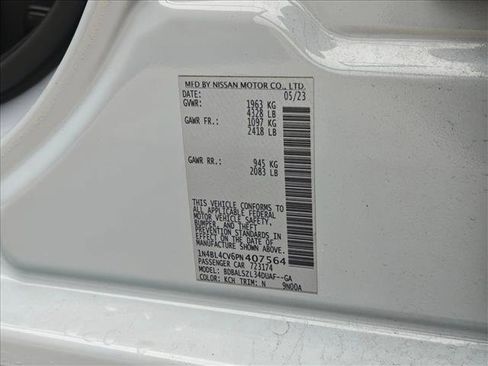 MFD BY NISSAN MOTOR CO., LTD.
DATE: 05/23
GVWR: 1963 KG
4328 LB
GAWR FR.: 1097 KG
2418 LB
GAWR RR.: 945 KG
2083 LB
THIS VEHICLE CONFORMS TO
ALL APPLICABLE FEDERAL
MOTOR VEHICLE SAFETY,
BUMPER, AND THEFT
PREVENTION STANDARDS
IN EFFECT ON THE DATE OF
MANUFACTURE SHOWN ABOVE.
1N4BL4CV6PN407564
PASSENGER CAR 723174
MODEL: BDBALSZL34DUAF--GA
COLOR: KCH TRIM: N 9N00A